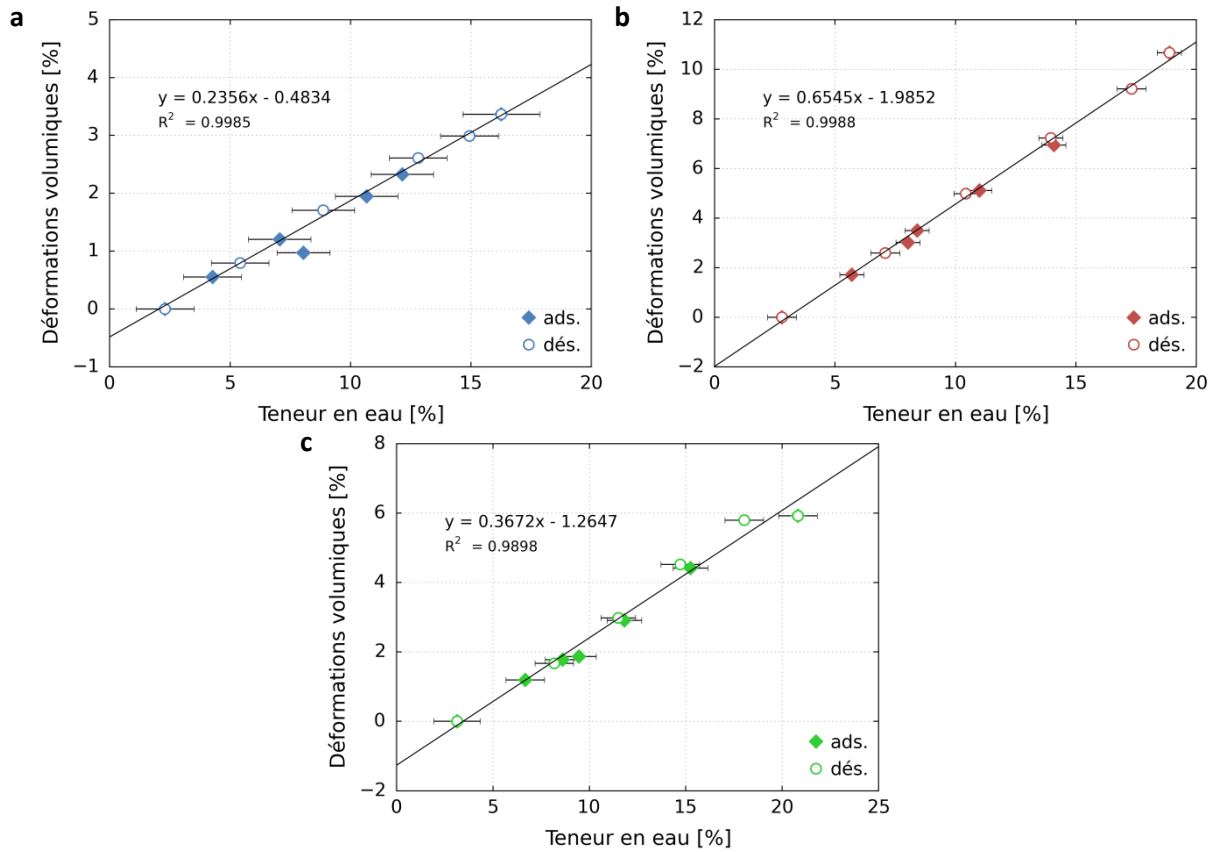 a
5
4
3
2
1
0
−1
Déformations volumiques [%]
y = 0.2356x - 0.4834
R² = 0.9985
ads.
dés.
0 5 10 15 20
Teneur en eau [%]
b
12
10
8
6
4
2
0
−2
Déformations volumiques [%]
y = 0.6545x - 1.9852
R² = 0.9988
ads.
dés.
0 5 10 15 20
Teneur en eau [%]
c
8
6
4
2
0
−2
Déformations volumiques [%]
y = 0.3672x - 1.2647
R² = 0.9898
ads.
dés.
0 5 10 15 20 25
Teneur en eau [%]